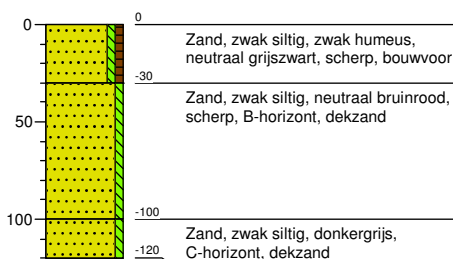 0
0
Zand, zwak siltig, zwak humeus,
neutraal grijszwart, scherp, bouwvoor
-30
Zand, zwak siltig, neutraal bruinrood,
scherp, B-horizont, dekzand
50
100
-100
Zand, zwak siltig, donkergrijs,
C-horizont, dekzand
-120